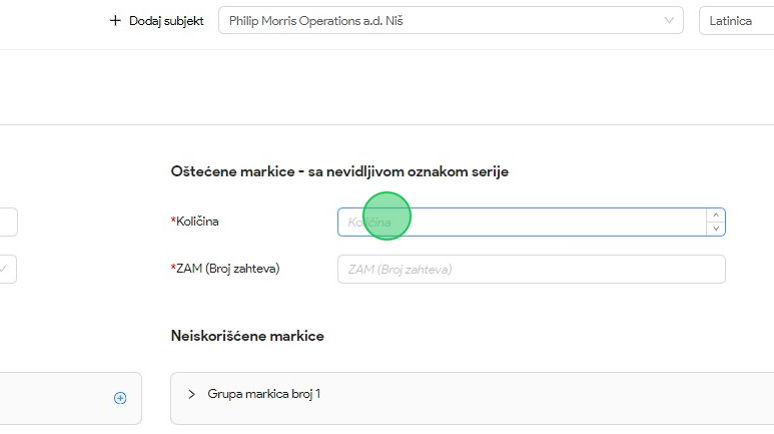 + Dodaj subjekt
Philip Morris Operations a.d. Niš
Latinica
Oštećene markice - sa nevidljivom oznakom serije
*Količina
Količina
*ZAM (Broj zahteva)
ZAM (Broj zahteva)
Neiskorišćene markice
Grupa markica broj 1